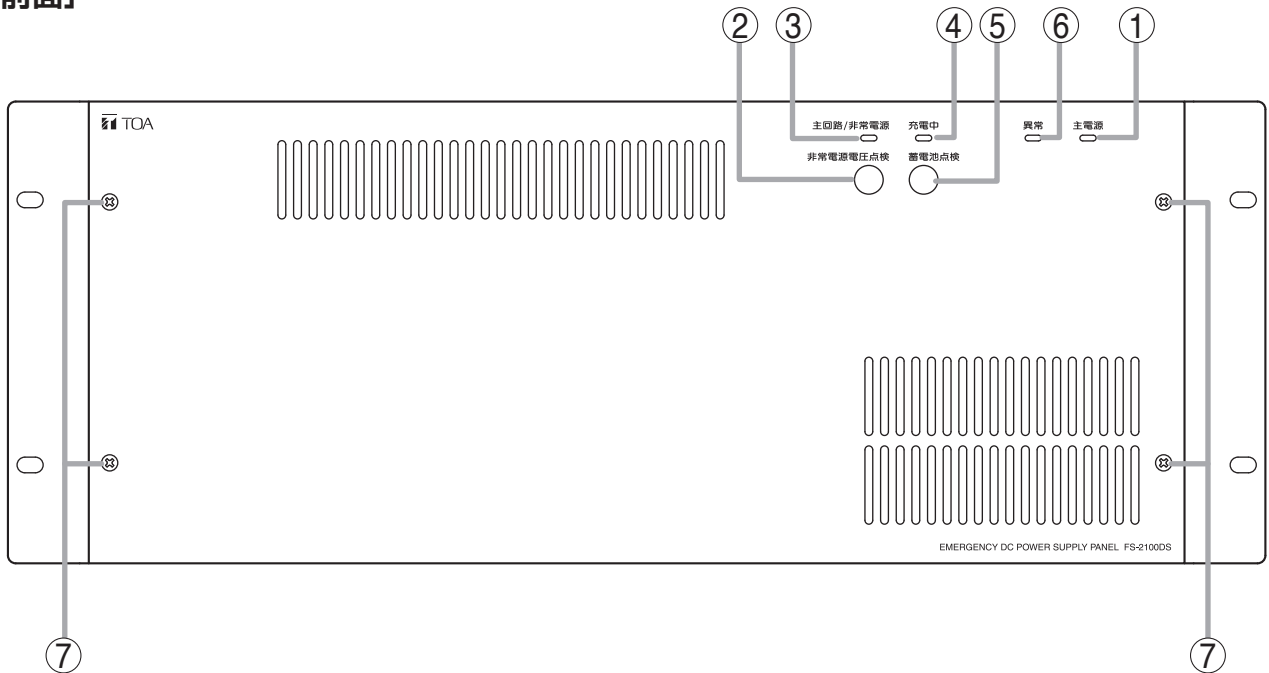 前面]
② ③ ④ ⑤ ⑥ ①
TOA
主回路/非常電源 充電中 異常 主電源
非常電源電圧点検 蓄電池点検
EMERGENCY DC POWER SUPPLY PANEL FS-2100DS
⑦ ⑦